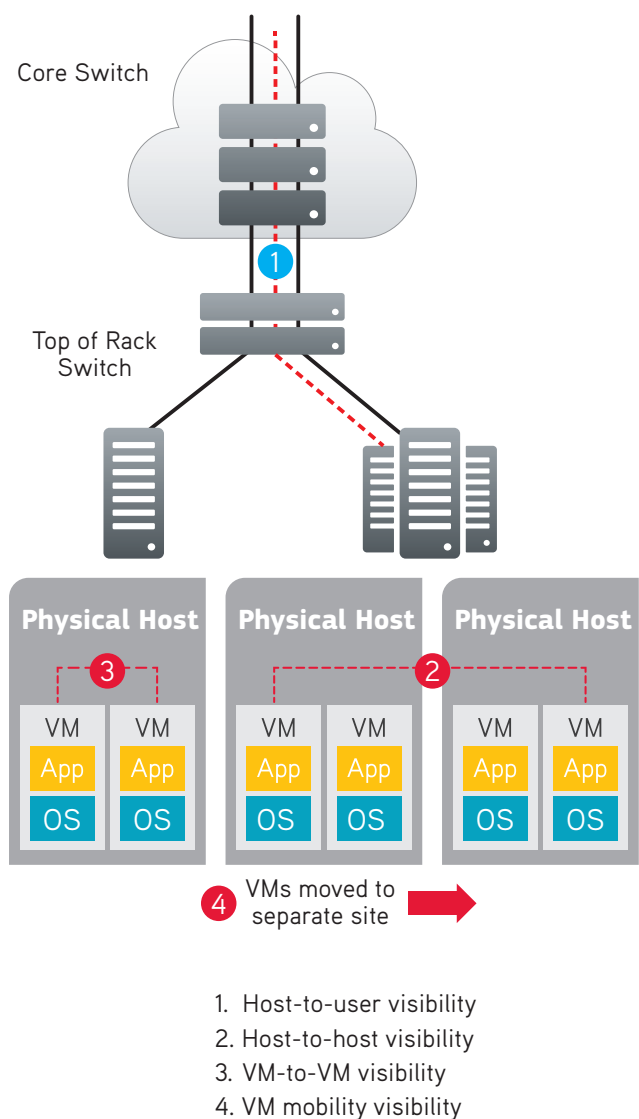 Core Switch
1
Top of Rack
Switch
Physical Host
Physical Host
Physical Host
3
2
VM
VM
VM
VM
VM
VM
App
App
App
App
App
App
OS
OS
OS
OS
OS
OS
4
VMs moved to
separate site
1. Host-to-user visibility
2. Host-to-host visibility
3. VM-to-VM visibility
4. VM mobility visibility